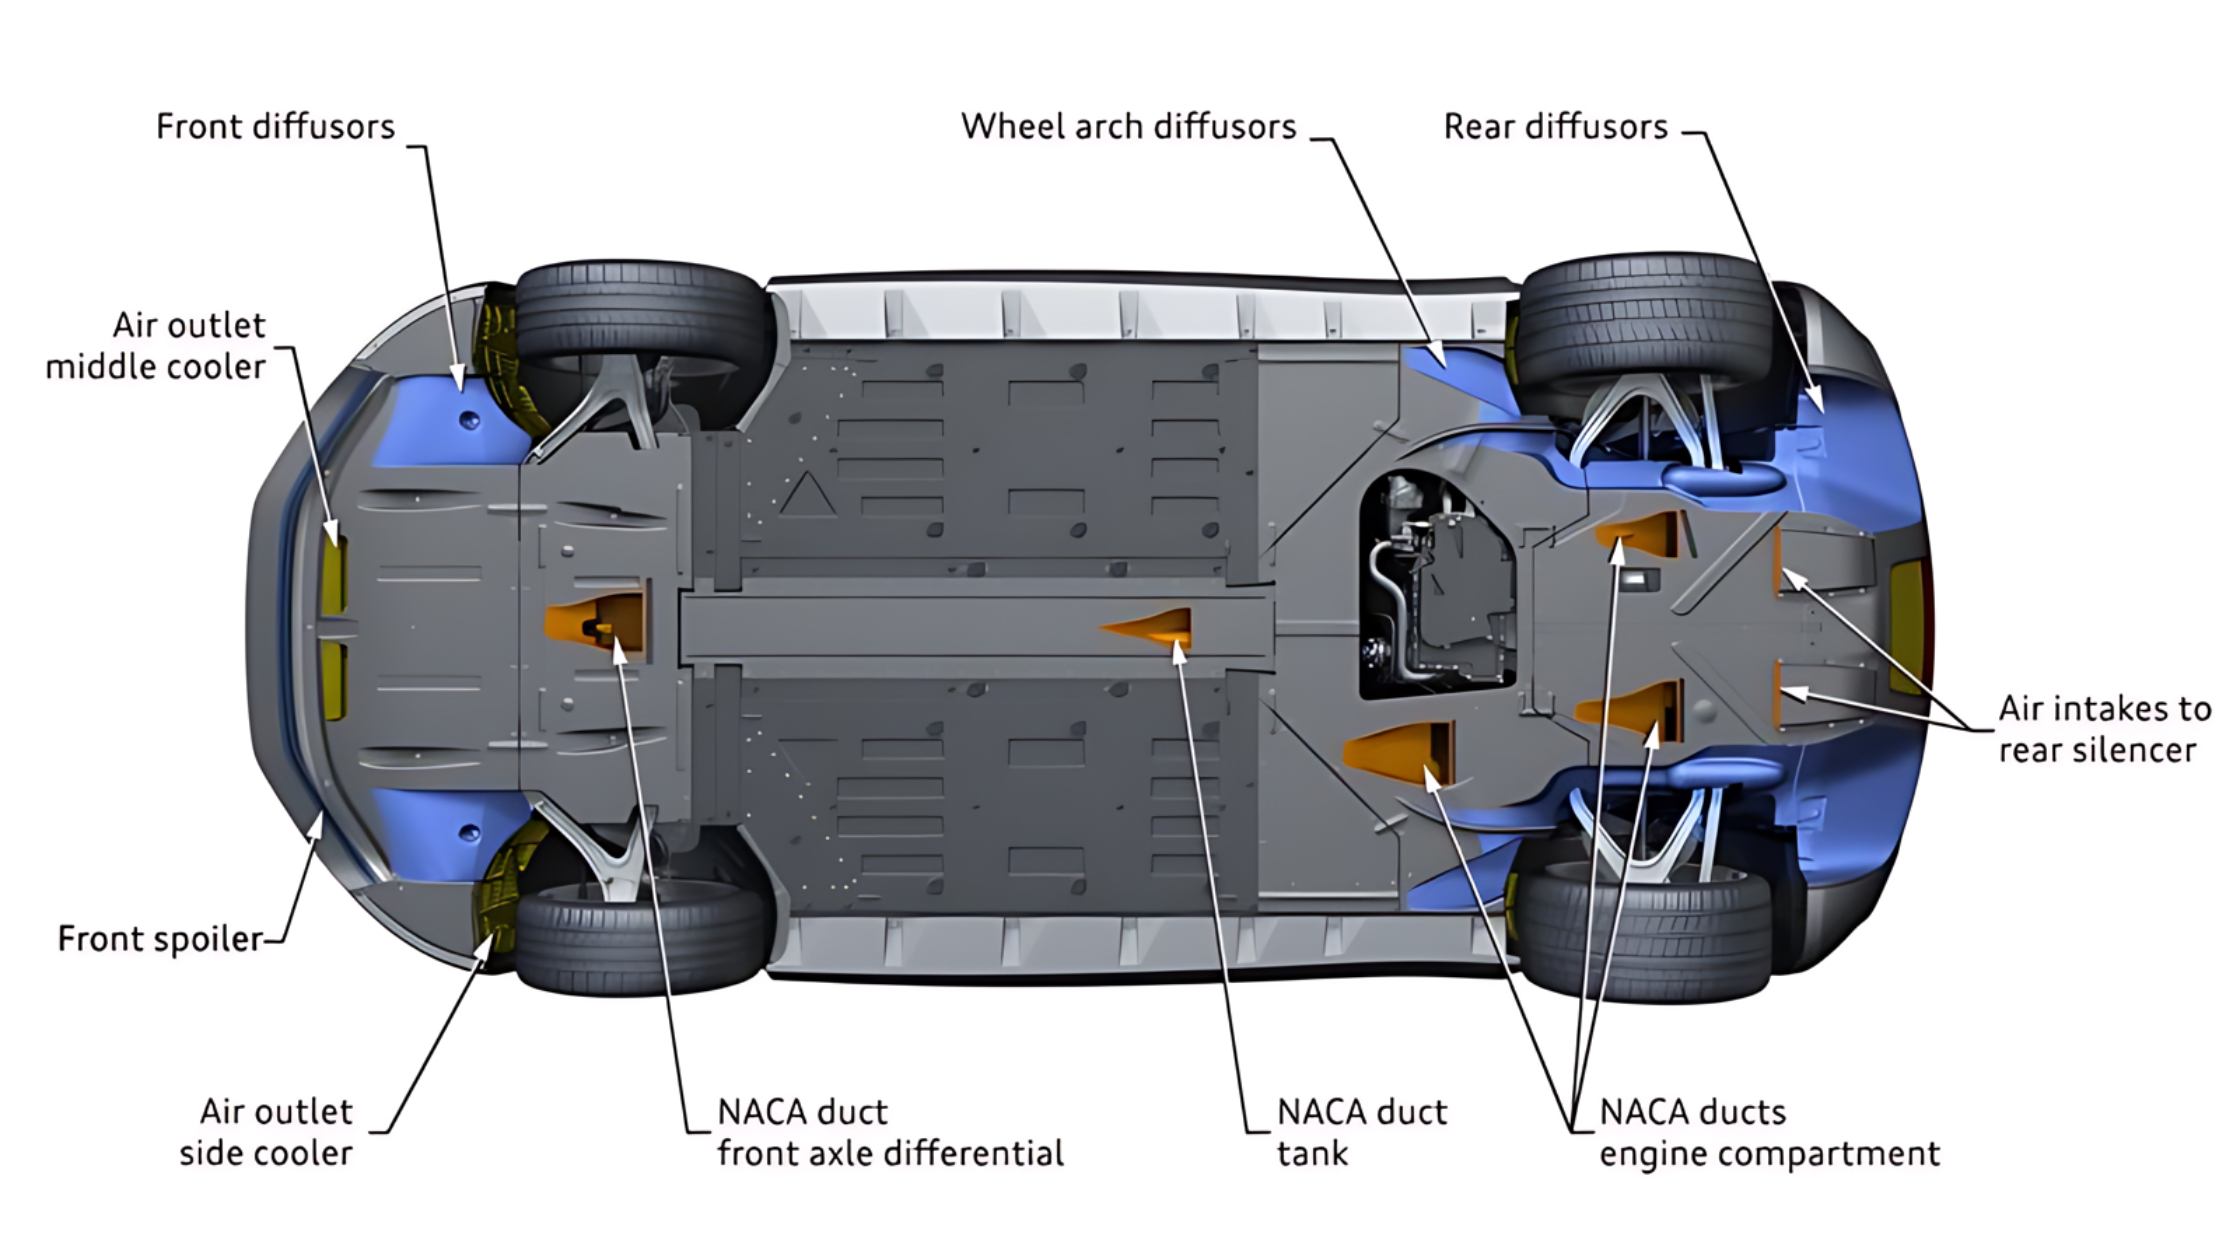 Front diffusors
Wheel arch diffusors
Rear diffusors
Air outlet
middle cooler
Air intakes to
rear silencer
Front spoiler
Air outlet
side cooler
NACA duct
front axle differential
NACA duct
tank
NACA ducts
engine compartment